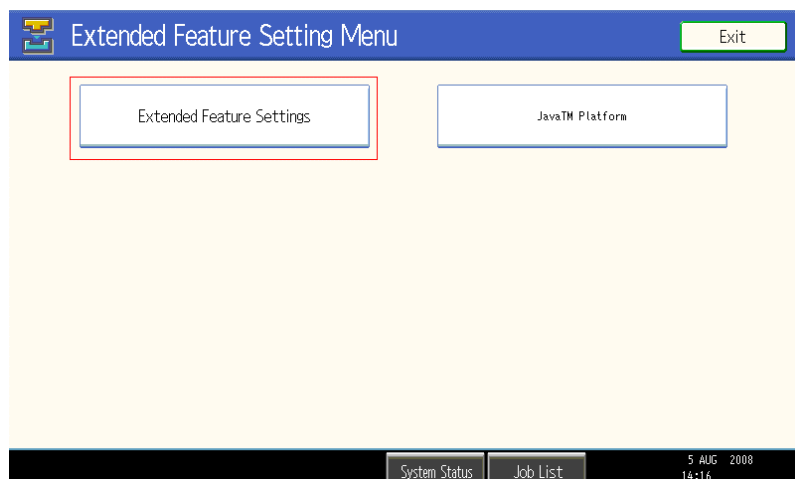 Extended Feature Setting Menu
Exit
Extended Feature Settings
JavaTM Platform
System Status
Job List
5 AUG 2008
14:16